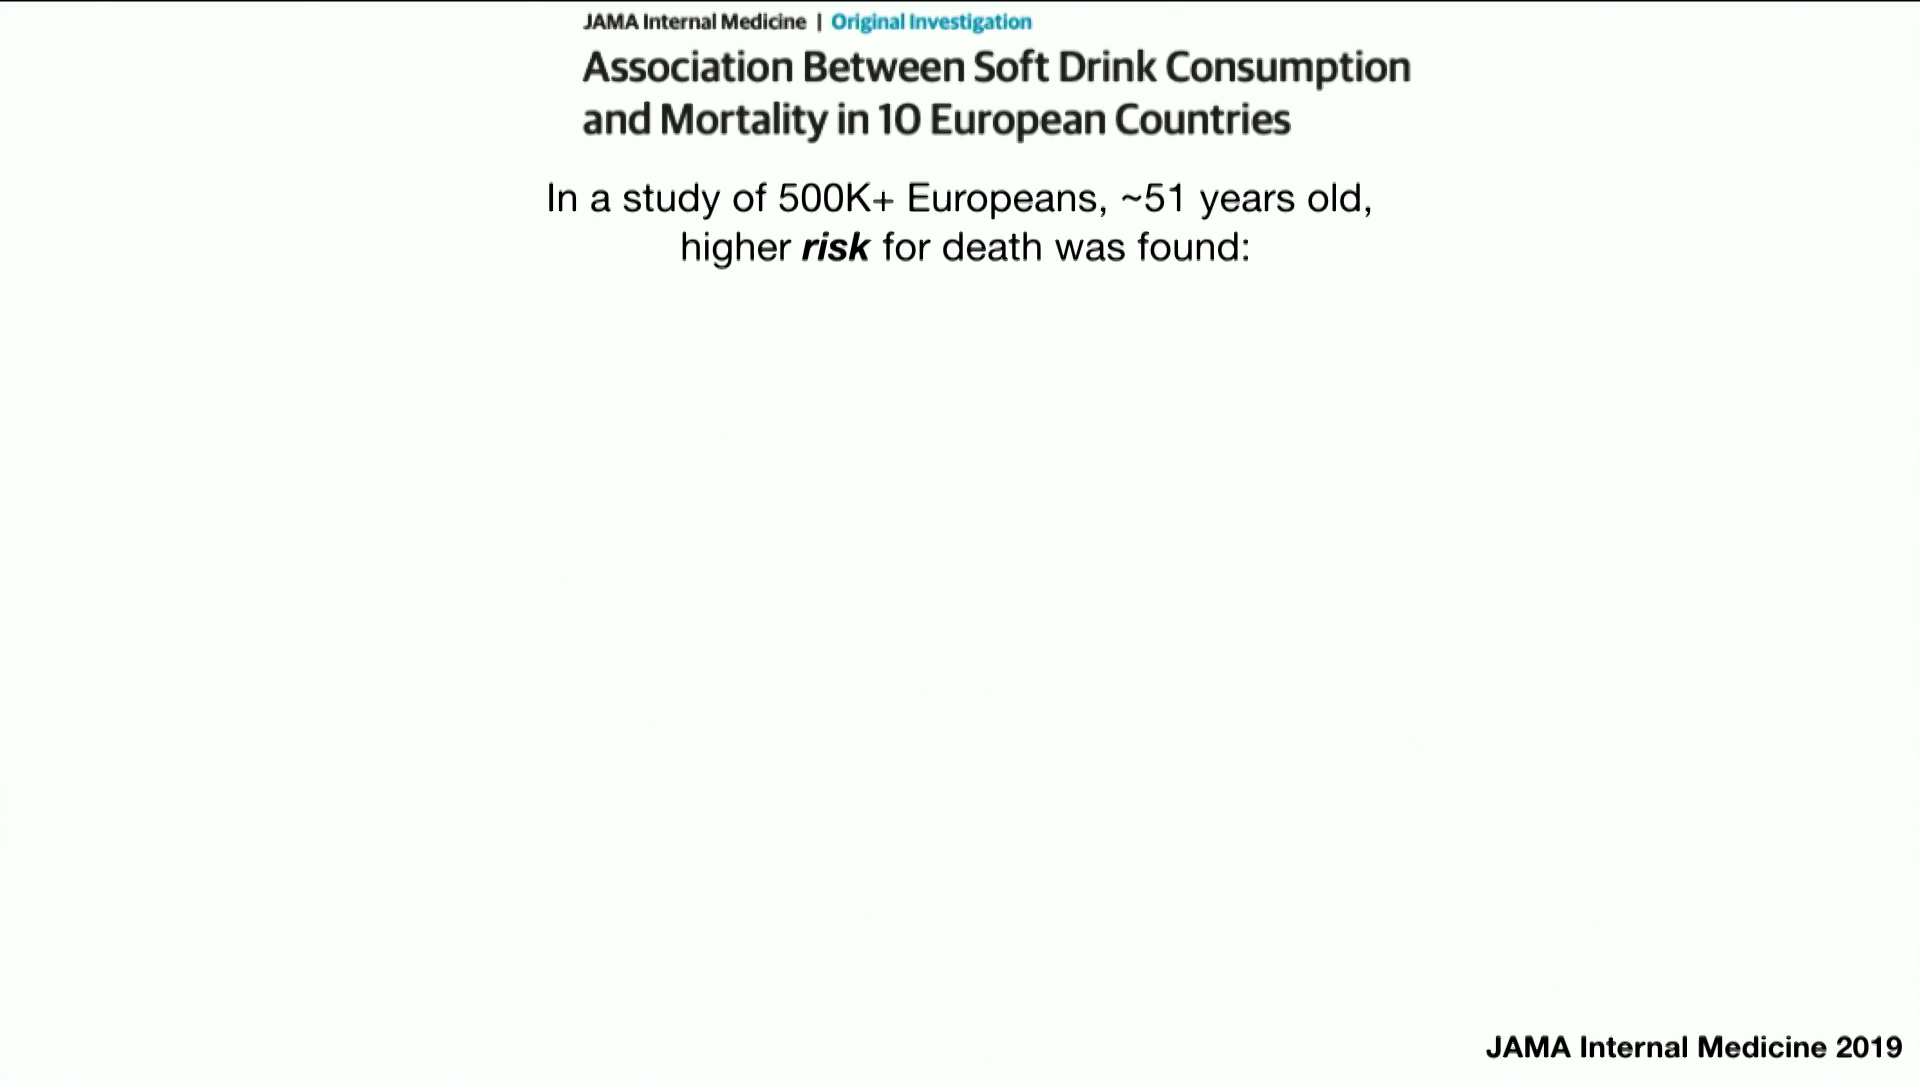 JAMA Internal Medicine | Original Investigation
Association Between Soft Drink Consumption
and Mortality in 10 European Countries
In a study of 500K+ Europeans, ~51 years old,
higher risk for death was found:
JAMA Internal Medicine 2019